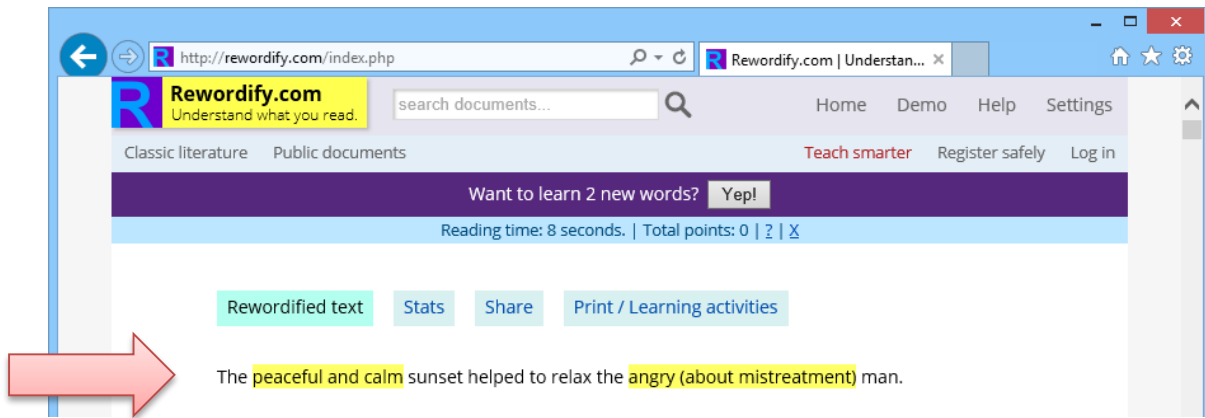 http://rewordify.com/index.php
Rewordify.com | Understan...
Rewordify.com
Understand what you read.
search documents...
Home Demo Help Settings
Classic literature Public documents
Teach smarter Register safely Log in
Want to learn 2 new words? Yep!
Reading time: 8 seconds. | Total points: 0 | ? | X
Rewordified text Stats Share Print / Learning activities
The peaceful and calm sunset helped to relax the angry (about mistreatment) man.